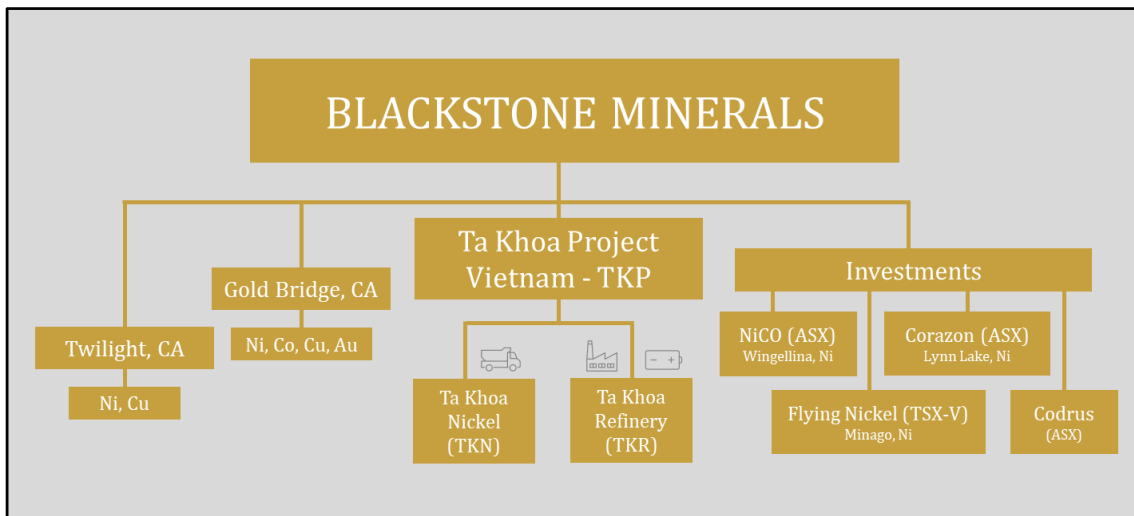 BLACKSTONE MINERALS
Twilight, CA
Ni, Cu
Gold Bridge, CA
Ni, Co, Cu, Au
Ta Khoa Project
Vietnam - TKP
Ta Khoa
Nickel
(TKN)
Ta Khoa
Refinery
(TKR)
Investments
NiCO (ASX)
Wingellina, Ni
Corazon (ASX)
Lynn Lake, Ni
Flying Nickel (TSX-V)
Minago, Ni
Codrus
(ASX)